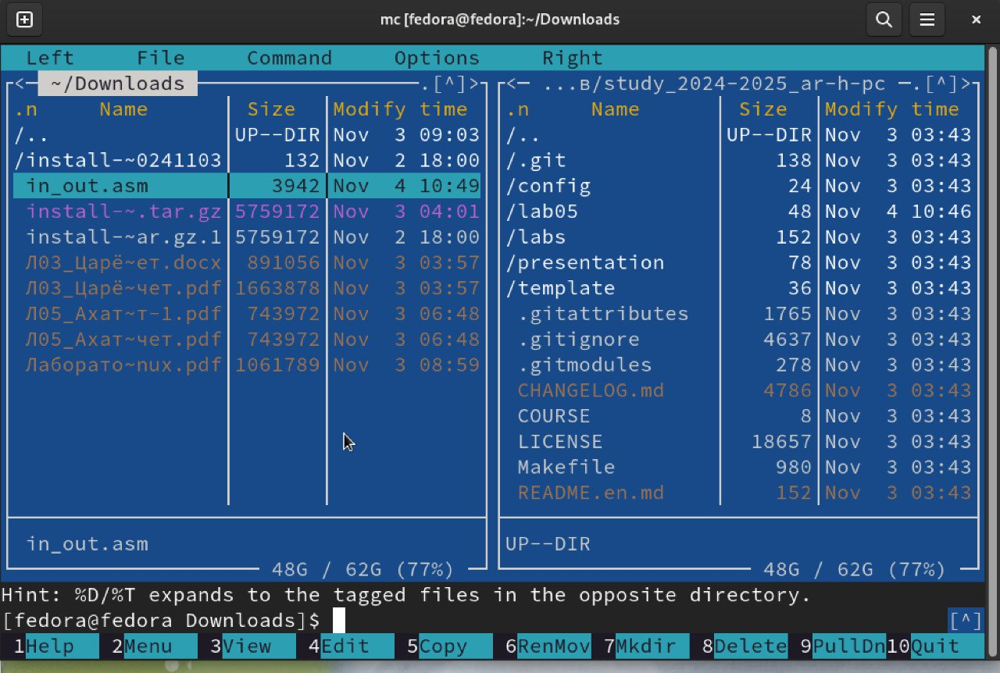 mc [fedora@fedora]:~/Downloads
Left File Command Options Right
<─ ~/Downloads .[^]> <─ ...в/study_2024-2025_ar-h-pc ─.[^]>
.n Name Size Modify time .n Name Size Modify time
/.. UP--DIR Nov 3 09:03 /.. UP--DIR Nov 3 03:43
/install-~0241103 132 Nov 2 18:00 /.git 138 Nov 3 03:43
in_out.asm 3942 Nov 4 10:49 /config 24 Nov 3 03:43
install-~.tar.gz 5759172 Nov 3 04:01 /lab05 48 Nov 4 10:46
install-~ar.gz.1 5759172 Nov 2 18:00 /labs 152 Nov 3 03:43
Л03_Царё~ет.docx 891056 Nov 3 03:57 /presentation 78 Nov 3 03:43
Л03_Царё~чет.pdf 1663878 Nov 3 03:57 /template 36 Nov 3 03:43
Л05_Ахат~т-1.pdf 743972 Nov 3 06:48 .gitattributes 1765 Nov 3 03:43
Л05_Ахат~чет.pdf 743972 Nov 3 06:48 .gitignore 4637 Nov 3 03:43
Лаборато~nux.pdf 1061789 Nov 3 08:59 .gitmodules 278 Nov 3 03:43
CHANGELOG.md 4786 Nov 3 03:43
COURSE 8 Nov 3 03:43
LICENSE 18657 Nov 3 03:43
Makefile 980 Nov 3 03:43
README.en.md 152 Nov 3 03:43
in_out.asm UP--DIR
48G / 62G (77%) 48G / 62G (77%)
Hint: %D/%T expands to the tagged files in the opposite directory.
[fedora@fedora Downloads]$ [^]
1Help 2Menu 3View 4Edit 5Copy 6RenMov 7Mkdir 8Delete 9PullDn 10Quit